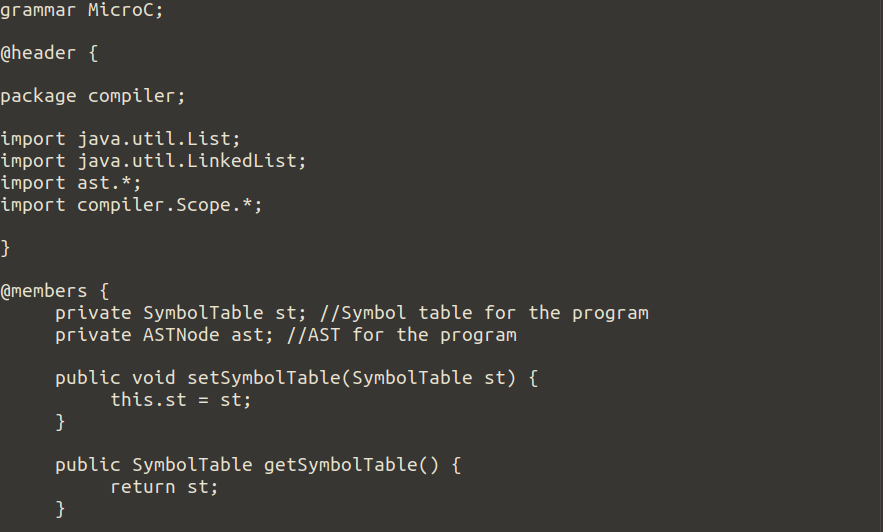 grammar MicroC;
@header {
package compiler;
import java.util.List;
import java.util.LinkedList;
import ast.*;
import compiler.Scope.*;
}
@members {
private SymbolTable st; //Symbol table for the program
private ASTNode ast; //AST for the program
public void setSymbolTable(SymbolTable st) {
this.st = st;
}
public SymbolTable getSymbolTable() {
return st;
}